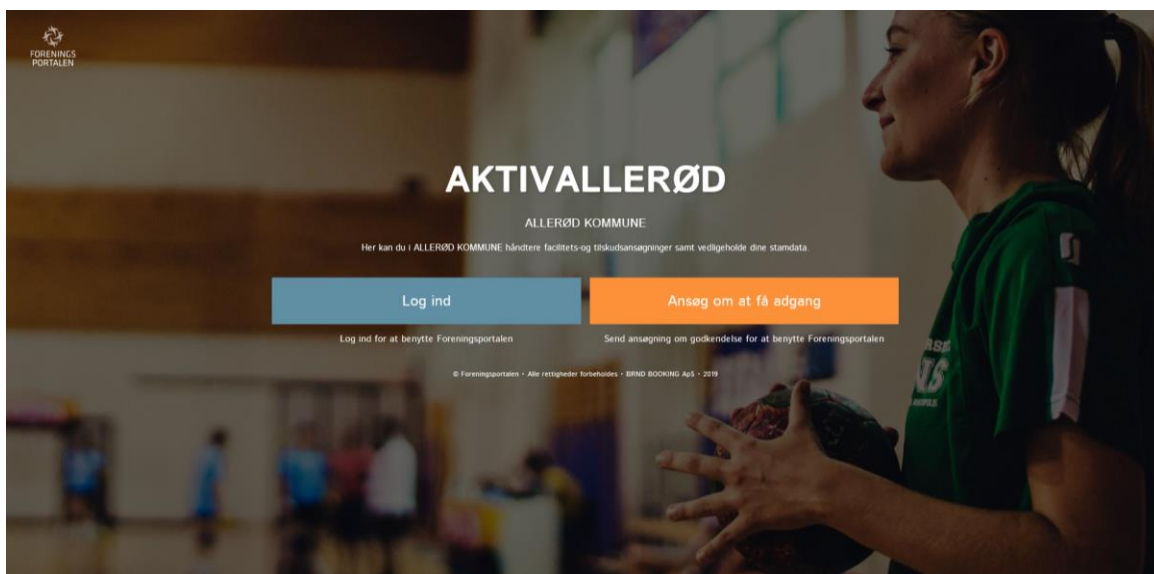 FORENINGS
PORTALEN
AKTIVALLERØD
ALLERØD KOMMUNE
Her kan du i ALLERØD KOMMUNE håndtere facilitets-og tilskudsansøgninger samt vedligeholde dine stamdata.
Log ind
Ansøg om at få adgang
Log ind for at benytte Foreningsportalen
Send ansøgning om godkendelse for at benytte Foreningsportalen
© Foreningsportalen • Alle rettigheder forbeholdes • BRND BOOKING ApS • 2019